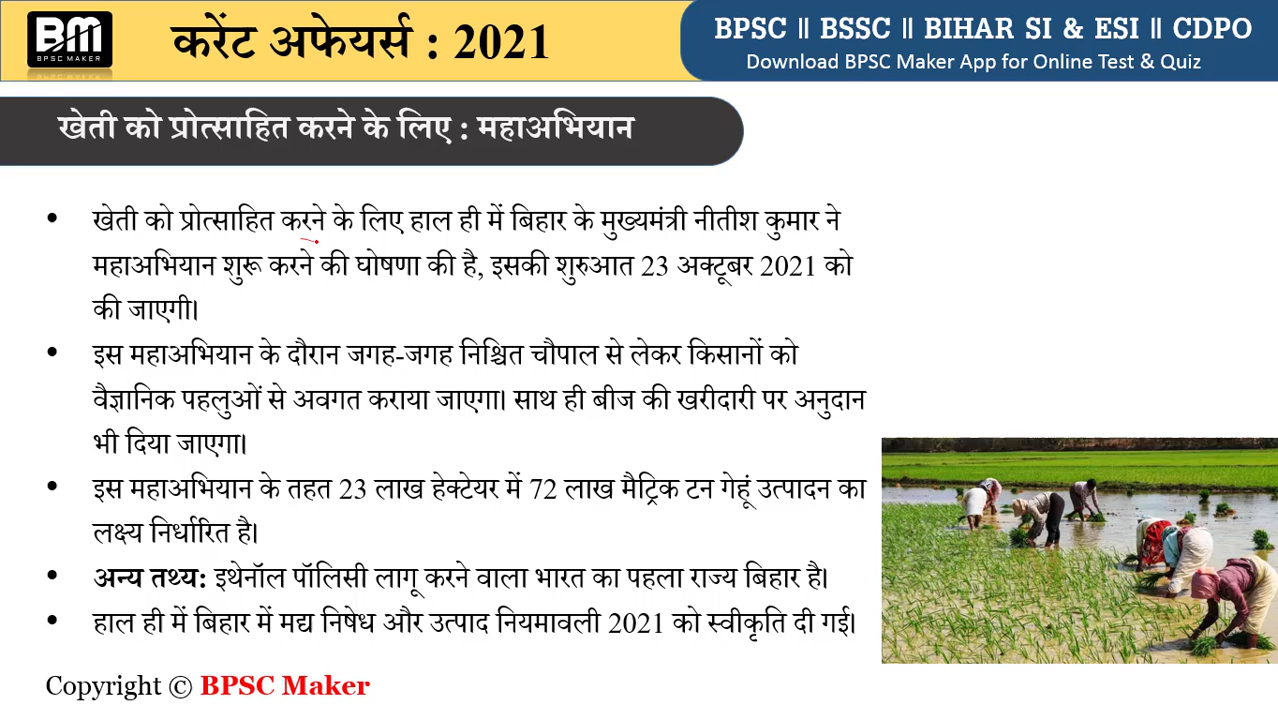 BM
BPSC MAKER
करेंट अफेयर्स : 2021
BPSC || BSSC || BIHAR SI & ESI || CDPO
Download BPSC Maker App for Online Test & Quiz
खेती को प्रोत्साहित करने के लिए : महाअभियान
• खेती को प्रोत्साहित करने के लिए हाल ही में बिहार के मुख्यमंत्री नीतीश कुमार ने
महाअभियान शुरू करने की घोषणा की है, इसकी शुरुआत 23 अक्टूबर 2021 को
की जाएगी।
• इस महाअभियान के दौरान जगह-जगह निश्चित चौपाल से लेकर किसानों को
वैज्ञानिक पहलुओं से अवगत कराया जाएगा। साथ ही बीज की खरीदारी पर अनुदान
भी दिया जाएगा।
• इस महाअभियान के तहत 23 लाख हेक्टेयर में 72 लाख मैट्रिक टन गेहूं उत्पादन का
लक्ष्य निर्धारित है।
• अन्य तथ्य: इथेनॉल पॉलिसी लागू करने वाला भारत का पहला राज्य बिहार है।
• हाल ही में बिहार में मद्य निषेध और उत्पाद नियमावली 2021 को स्वीकृति दी गई।
Copyright © BPSC Maker